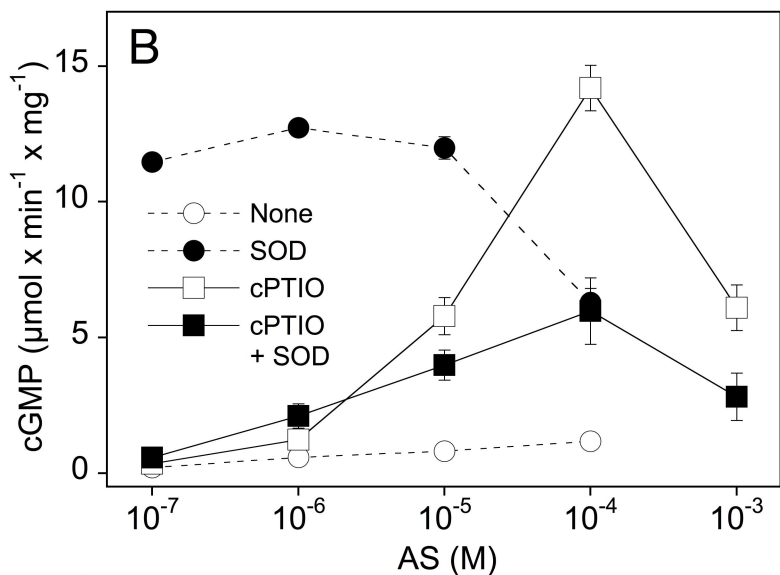 B
cGMP (µmol x min⁻¹ x mg⁻¹)
15
10
5
0
None
SOD
cPTIO
cPTIO
+ SOD
10⁻⁷ 10⁻⁶ 10⁻⁵ 10⁻⁴ 10⁻³
AS (M)